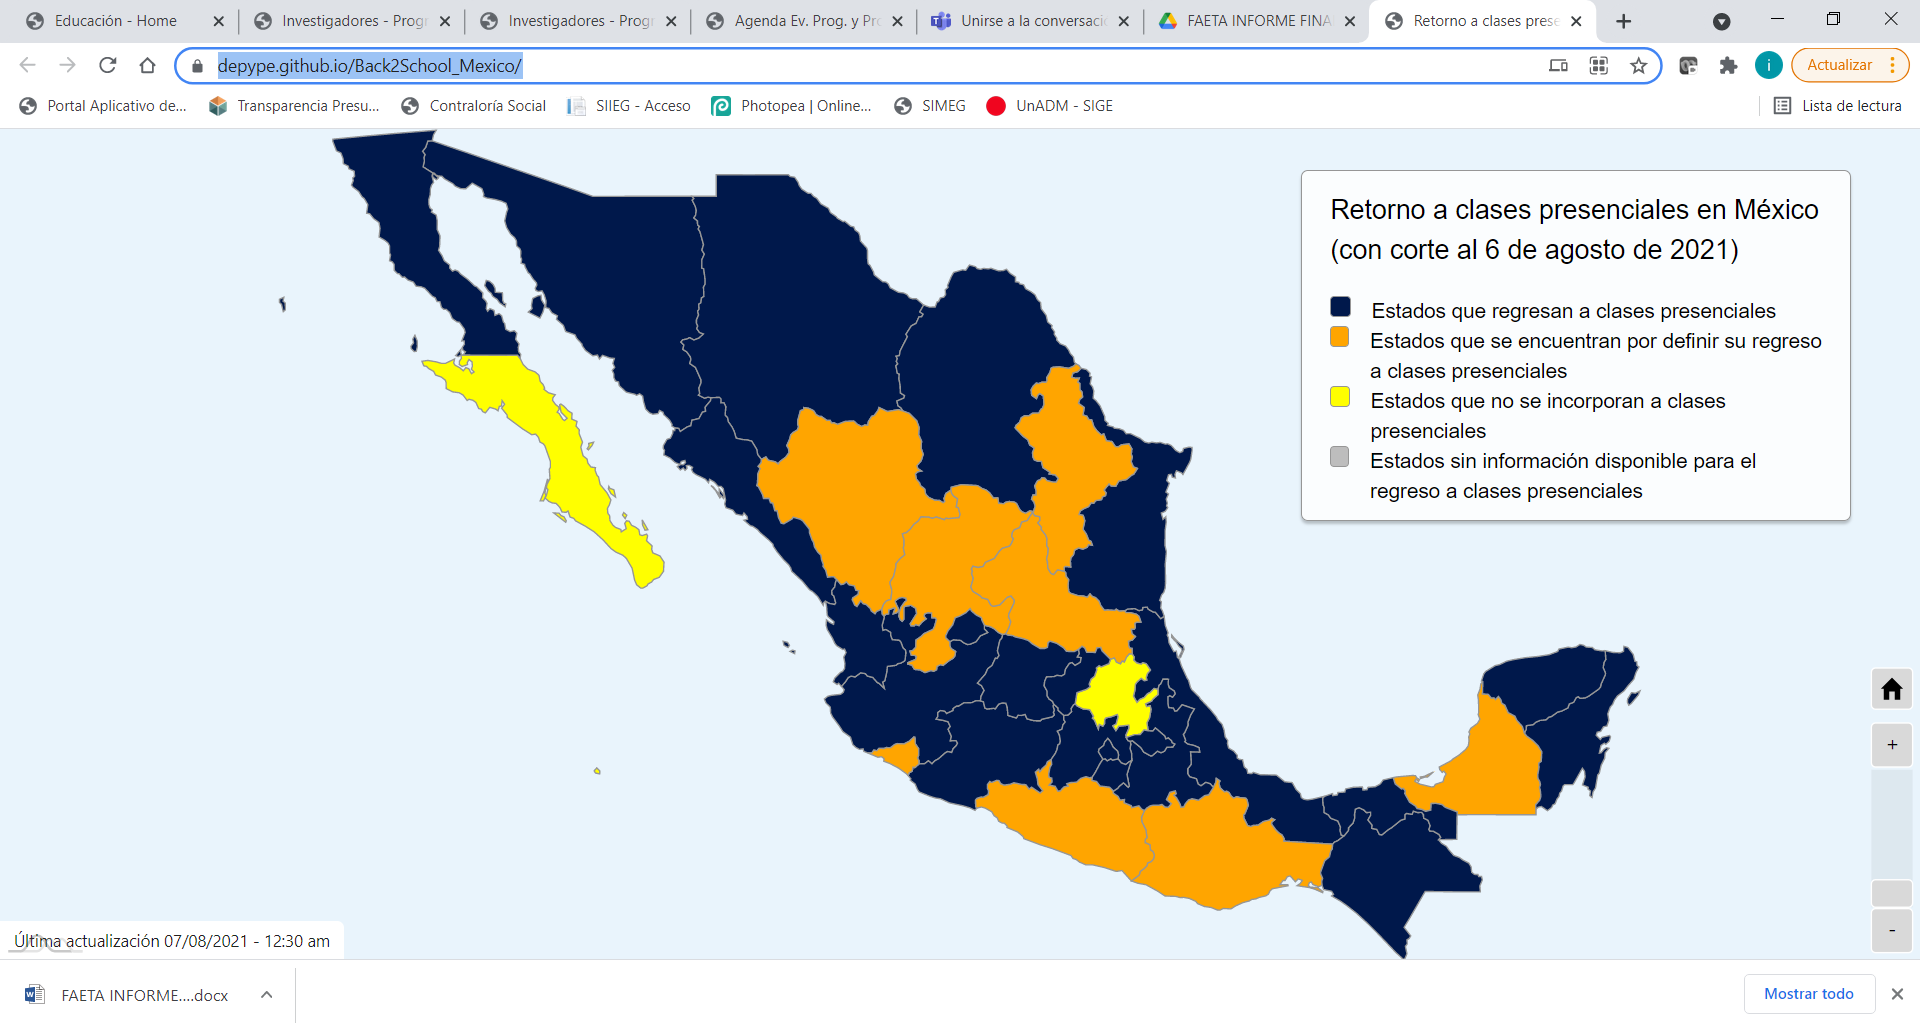 Educación - Home
Investigadores - Progr
Investigadores - Progr
Agenda Ev. Prog. y Pro
Unirse a la conversaci
FAETA INFORME FINA
Retorno a clases prese
depype.github.io/Back2School_Mexico/
i
Actualizar
Portal Aplicativo de...
Transparencia Presu...
Contraloría Social
SIIEG - Acceso
Photopea | Online...
SIMEG
UnADM - SIGE
Lista de lectura
Retorno a clases presenciales en México
(con corte al 6 de agosto de 2021)
Estados que regresan a clases presenciales
Estados que se encuentran por definir su regreso
a clases presenciales
Estados que no se incorporan a clases
presenciales
Estados sin información disponible para el
regreso a clases presenciales
+
-
Última actualización 07/08/2021 - 12:30 am
FAETA INFORME....docx
Mostrar todo